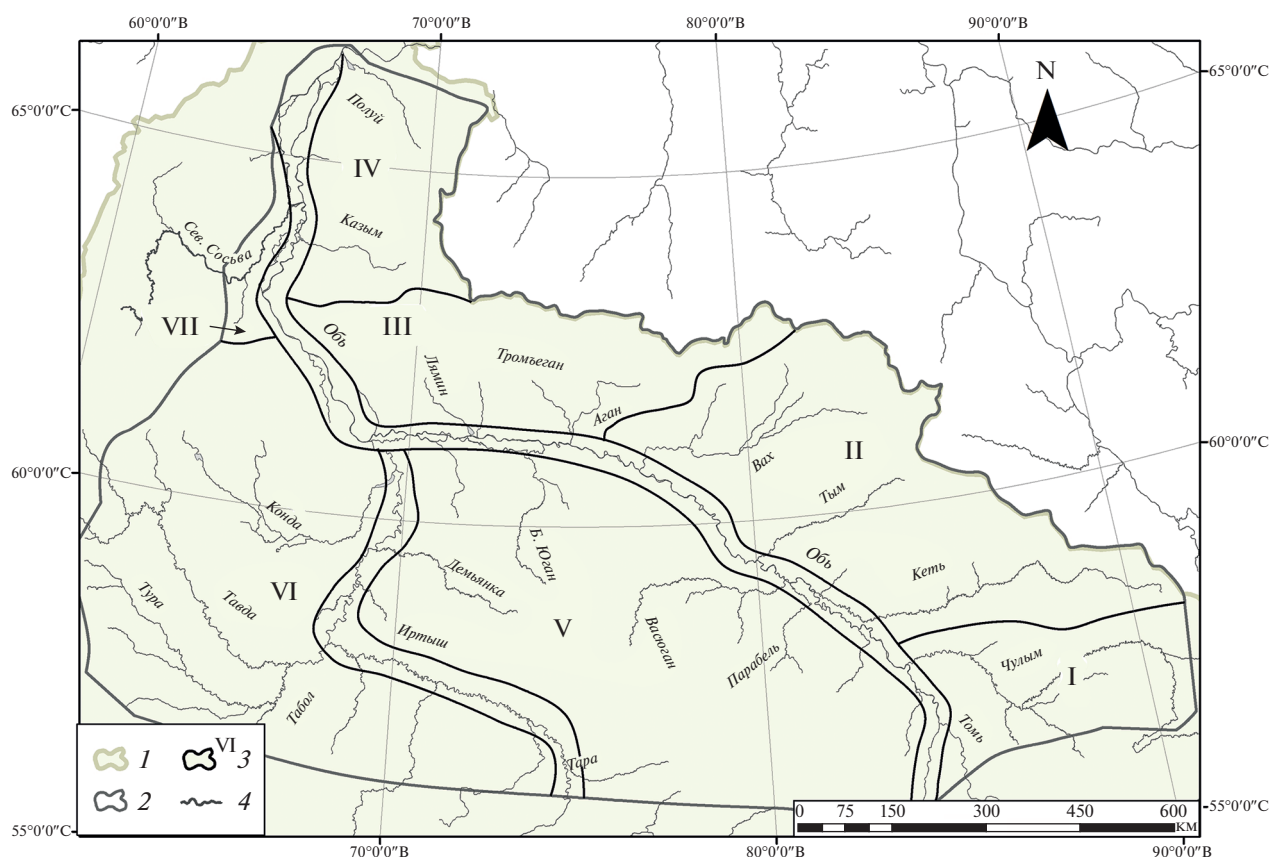 60°0′0″В
70°0′0″В
80°0′0″В
90°0′0″В
65°0′0″С
65°0′0″С
N
Полуй
IV
Казым
Сев. Сосьва
VII
Обь
III
Лямин
Тромъеган
Аган
II
Вах
Тым
60°0′0″С
60°0′0″С
Конда
Б. Юган
Обь
Кеть
Демьянка
VI
Тура
Тавда
Иртыш
V
Васюган
Парабель
Чулым
I
Табол
Томь
Тара
1
VI
3
2
4
0
75
150
300
450
600
КМ
55°0′0″С
55°0′0″С
70°0′0″В
80°0′0″В
90°0′0″В